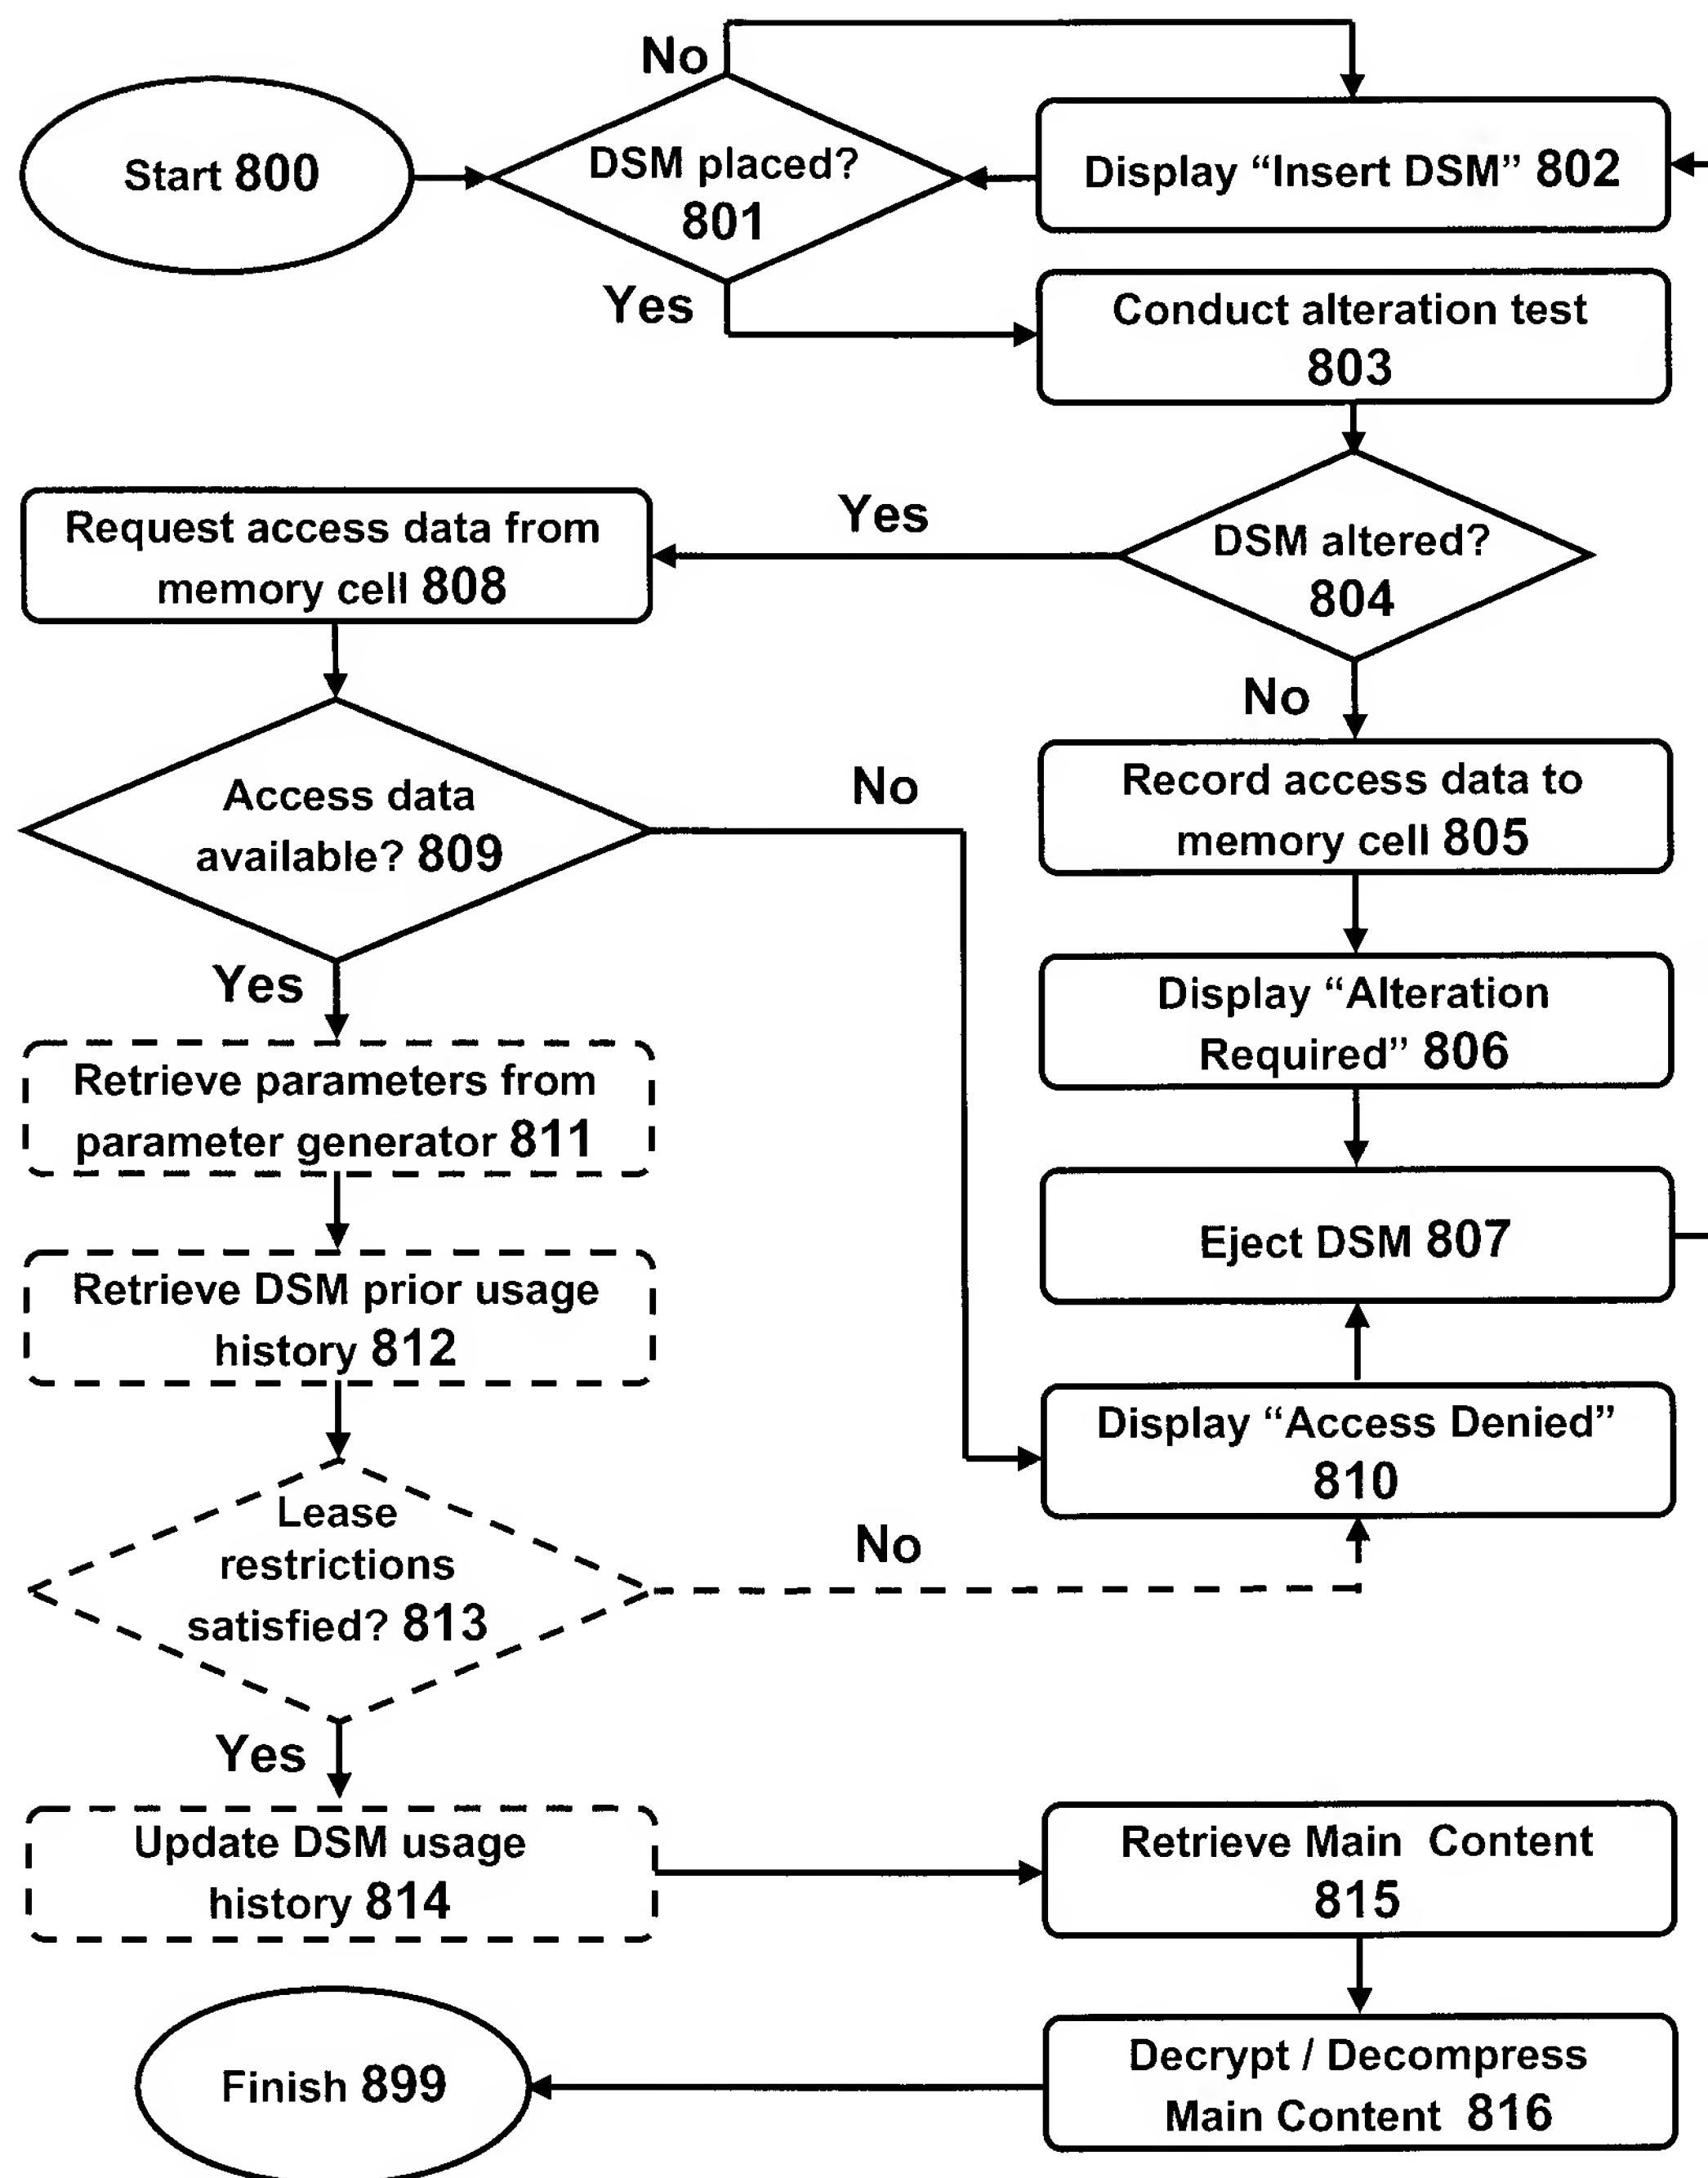 No
Start 800
DSM placed?
801
Display “Insert DSM” 802
Yes
Conduct alteration test
803
Request access data from
memory cell 808
Yes
DSM altered?
804
No
Access data
available? 809
No
Record access data to
memory cell 805
Yes
Display “Alteration
Required” 806
Retrieve parameters from
parameter generator 811
Eject DSM 807
Retrieve DSM prior usage
history 812
Display “Access Denied”
810
Lease
restrictions
satisfied? 813
No
Yes
Update DSM usage
history 814
Retrieve Main Content
815
Finish 899
Decrypt / Decompress
Main Content 816